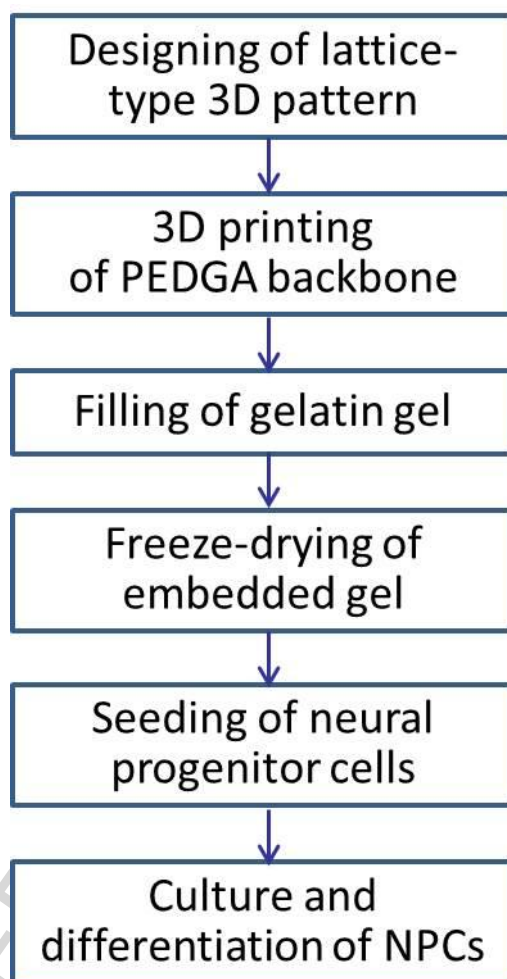 Designing of lattice-
type 3D pattern
3D printing
of PEDGA backbone
Filling of gelatin gel
Freeze-drying of
embedded gel
Seeding of neural
progenitor cells
Culture and
differentiation of NPCs